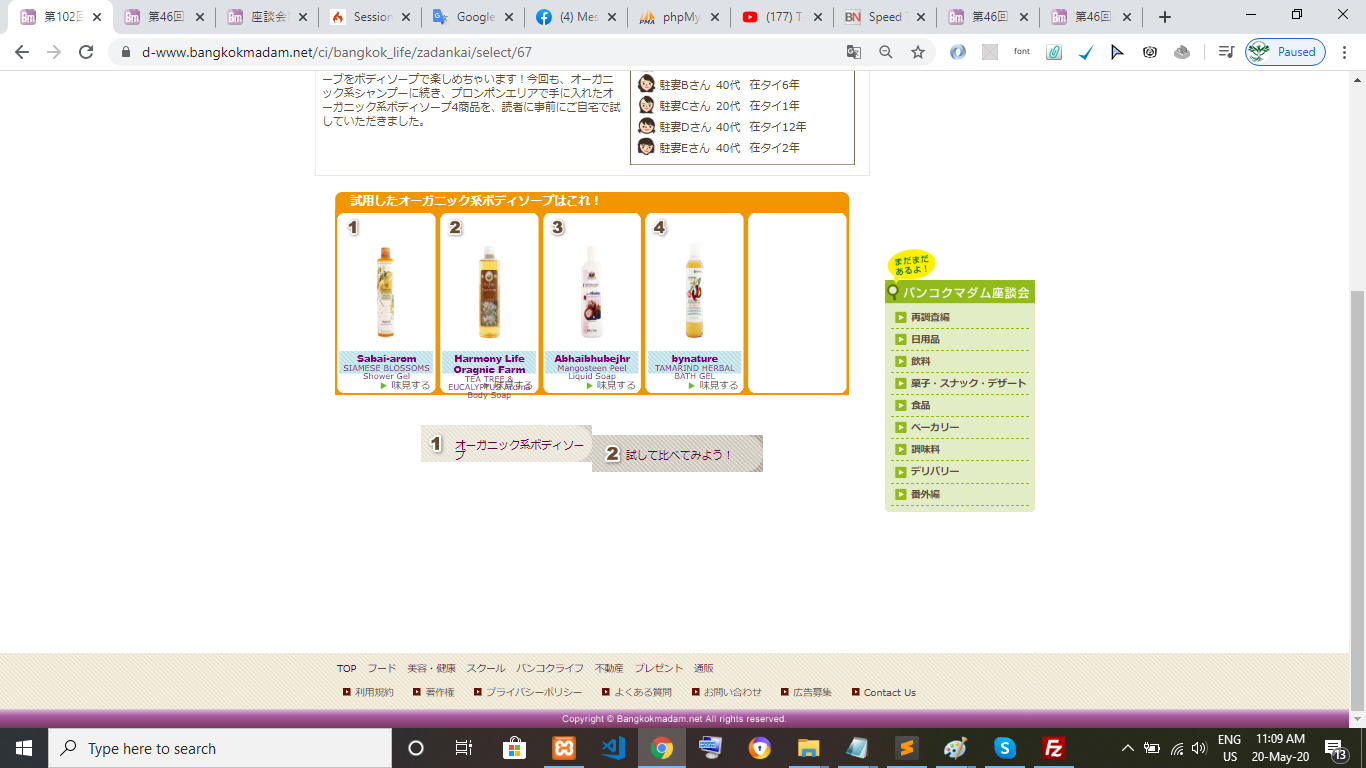 第102回
第46回
座談会
Session
Google
(4) Mes
phpMy
(177) T
Speed
第46回
第46回
d-www.bangkokmadam.net/ci/bangkok_life/zadankai/select/67
font
Paused
ープをボディソープで楽しめちゃいます！今回も、オーガニ
ック系シャンプーに続き、プロンポンエリアで手に入れたオ
ーガニック系ボディソープ4商品を、読者に事前にご自宅で試
していただきました。
駐妻Bさん 40代 在タイ6年
駐妻Cさん 20代 在タイ1年
駐妻Dさん 40代 在タイ12年
駐妻Eさん 40代 在タイ2年
試用したオーガニック系ボディソープはこれ！
1
2
3
4
Sabai-arom
SIAMESE BLOSSOMS
Shower Gel
味見する
Harmony Life
Oragnic Farm
TEA TREE &
EUCALYPTUS Aroma
Body Soap
味見する
Abhaibhubejhr
Mangosteen Peel
Liquid Soap
味見する
bynature
TAMARIND HERBAL
BATH GEL
味見する
1 オーガニック系ボディソー
プ
2 試して比べてみよう！
まだまだ
あるよ！
バンコクマダム座談会
再調査編
日用品
飲料
菓子・スナック・デザート
食品
ベーカリー
調味料
デリバリー
番外編
TOP フード 美容・健康 スクール バンコクライフ 不動産 プレゼント 通販
利用規約 著作権 プライバシーポリシー よくある質問 お問い合わせ 広告募集 Contact Us
Copyright © Bangkokmadam.net All rights reserved.
Type here to search
ENG
US
11:09 AM
20-May-20
13